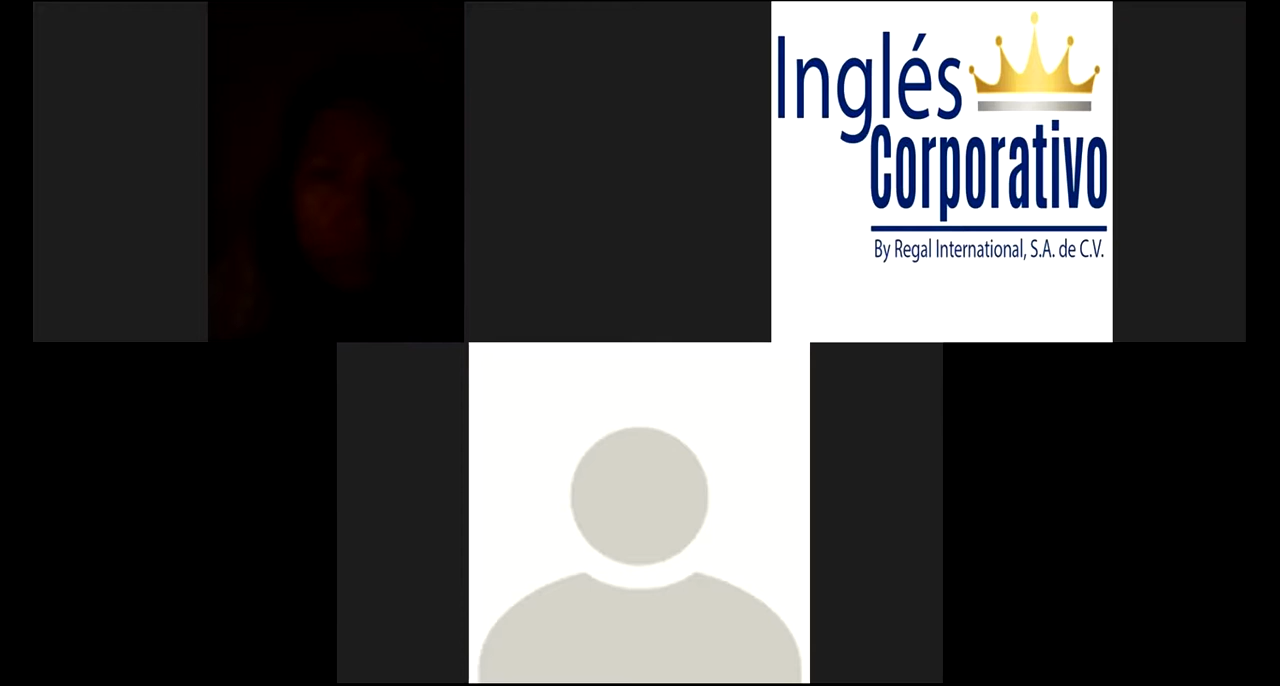 Inglés
Corporativo
By Regal International, S.A. de C.V.